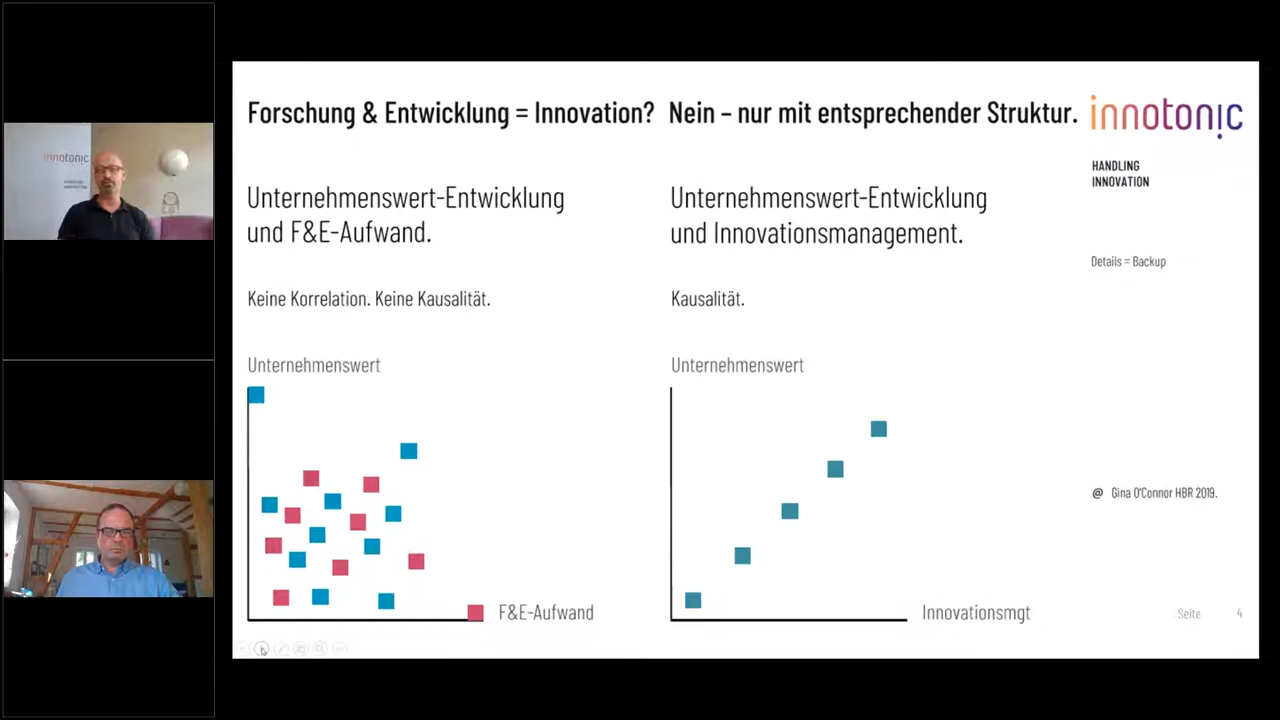 Forschung & Entwicklung = Innovation? Nein – nur mit entsprechender Struktur.
innotonic
HANDLING
INNOVATION
Unternehmenswert-Entwicklung
und F&E-Aufwand.
Unternehmenswert-Entwicklung
und Innovationsmanagement.
Details = Backup
Keine Korrelation. Keine Kausalität.
Kausalität.
Unternehmenswert
Unternehmenswert
@ Gina O'Connor HBR 2019.
F&E-Aufwand
Innovationsmgt
Seite 4
innotonic